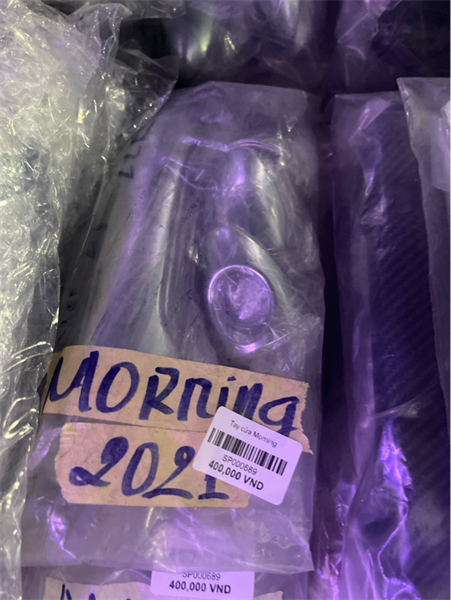 MORning
2021
Tay cửa Morning
SP000689
400,000 VND
SP000689
400,000 VND